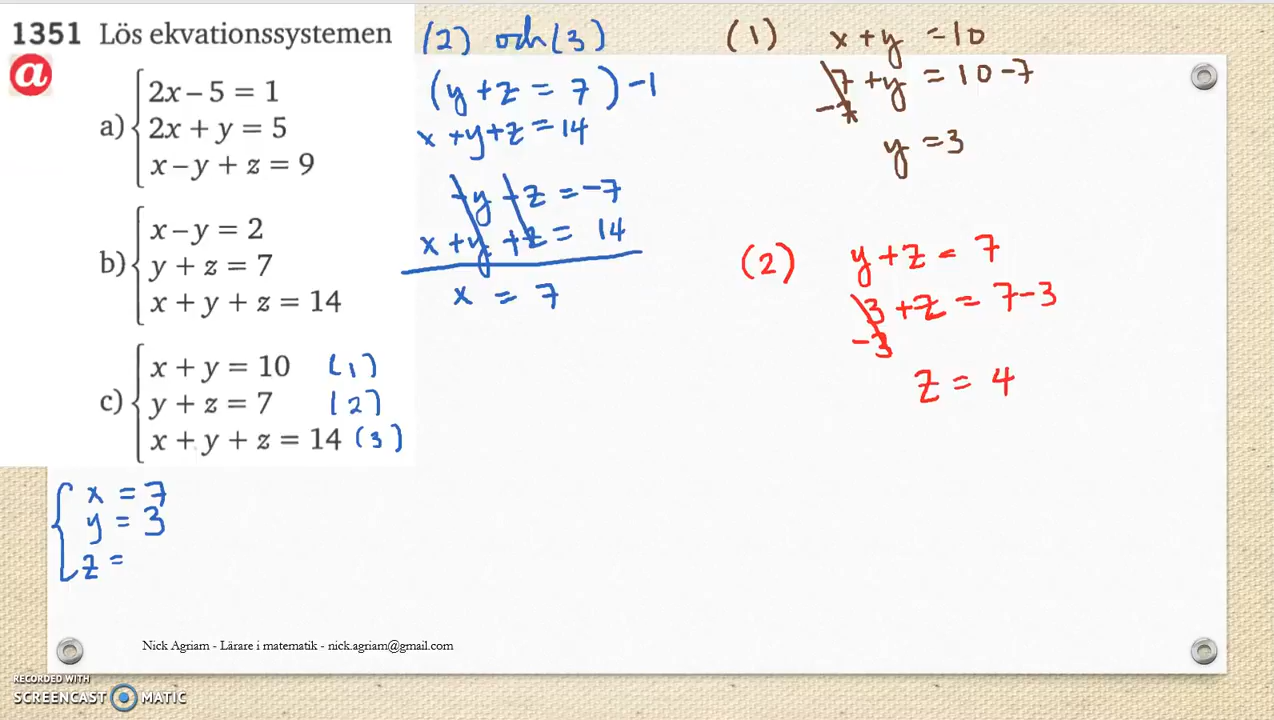 1351 Lös ekvationssystemen
a
a) 2x – 5 = 1
2x + y = 5
x – y + z = 9
b) x – y = 2
y + z = 7
x + y + z = 14
c) x + y = 10 (1)
y + z = 7 (2)
x + y + z = 14 (3)
x = 7
y = 3
z =
(2) och (3)
(y + z = 7) -1
x + y + z = 14
-y - z = -7
x + y + z = 14
x = 7
(1) x + y = 10
7 + y = 10 - 7
-7
y = 3
(2) y + z = 7
3 + z = 7 - 3
-3
z = 4
Nick Agriam - Lärare i matematik - nick.agriam@gmail.com
RECORDED WITH
SCREENCAST MATIC